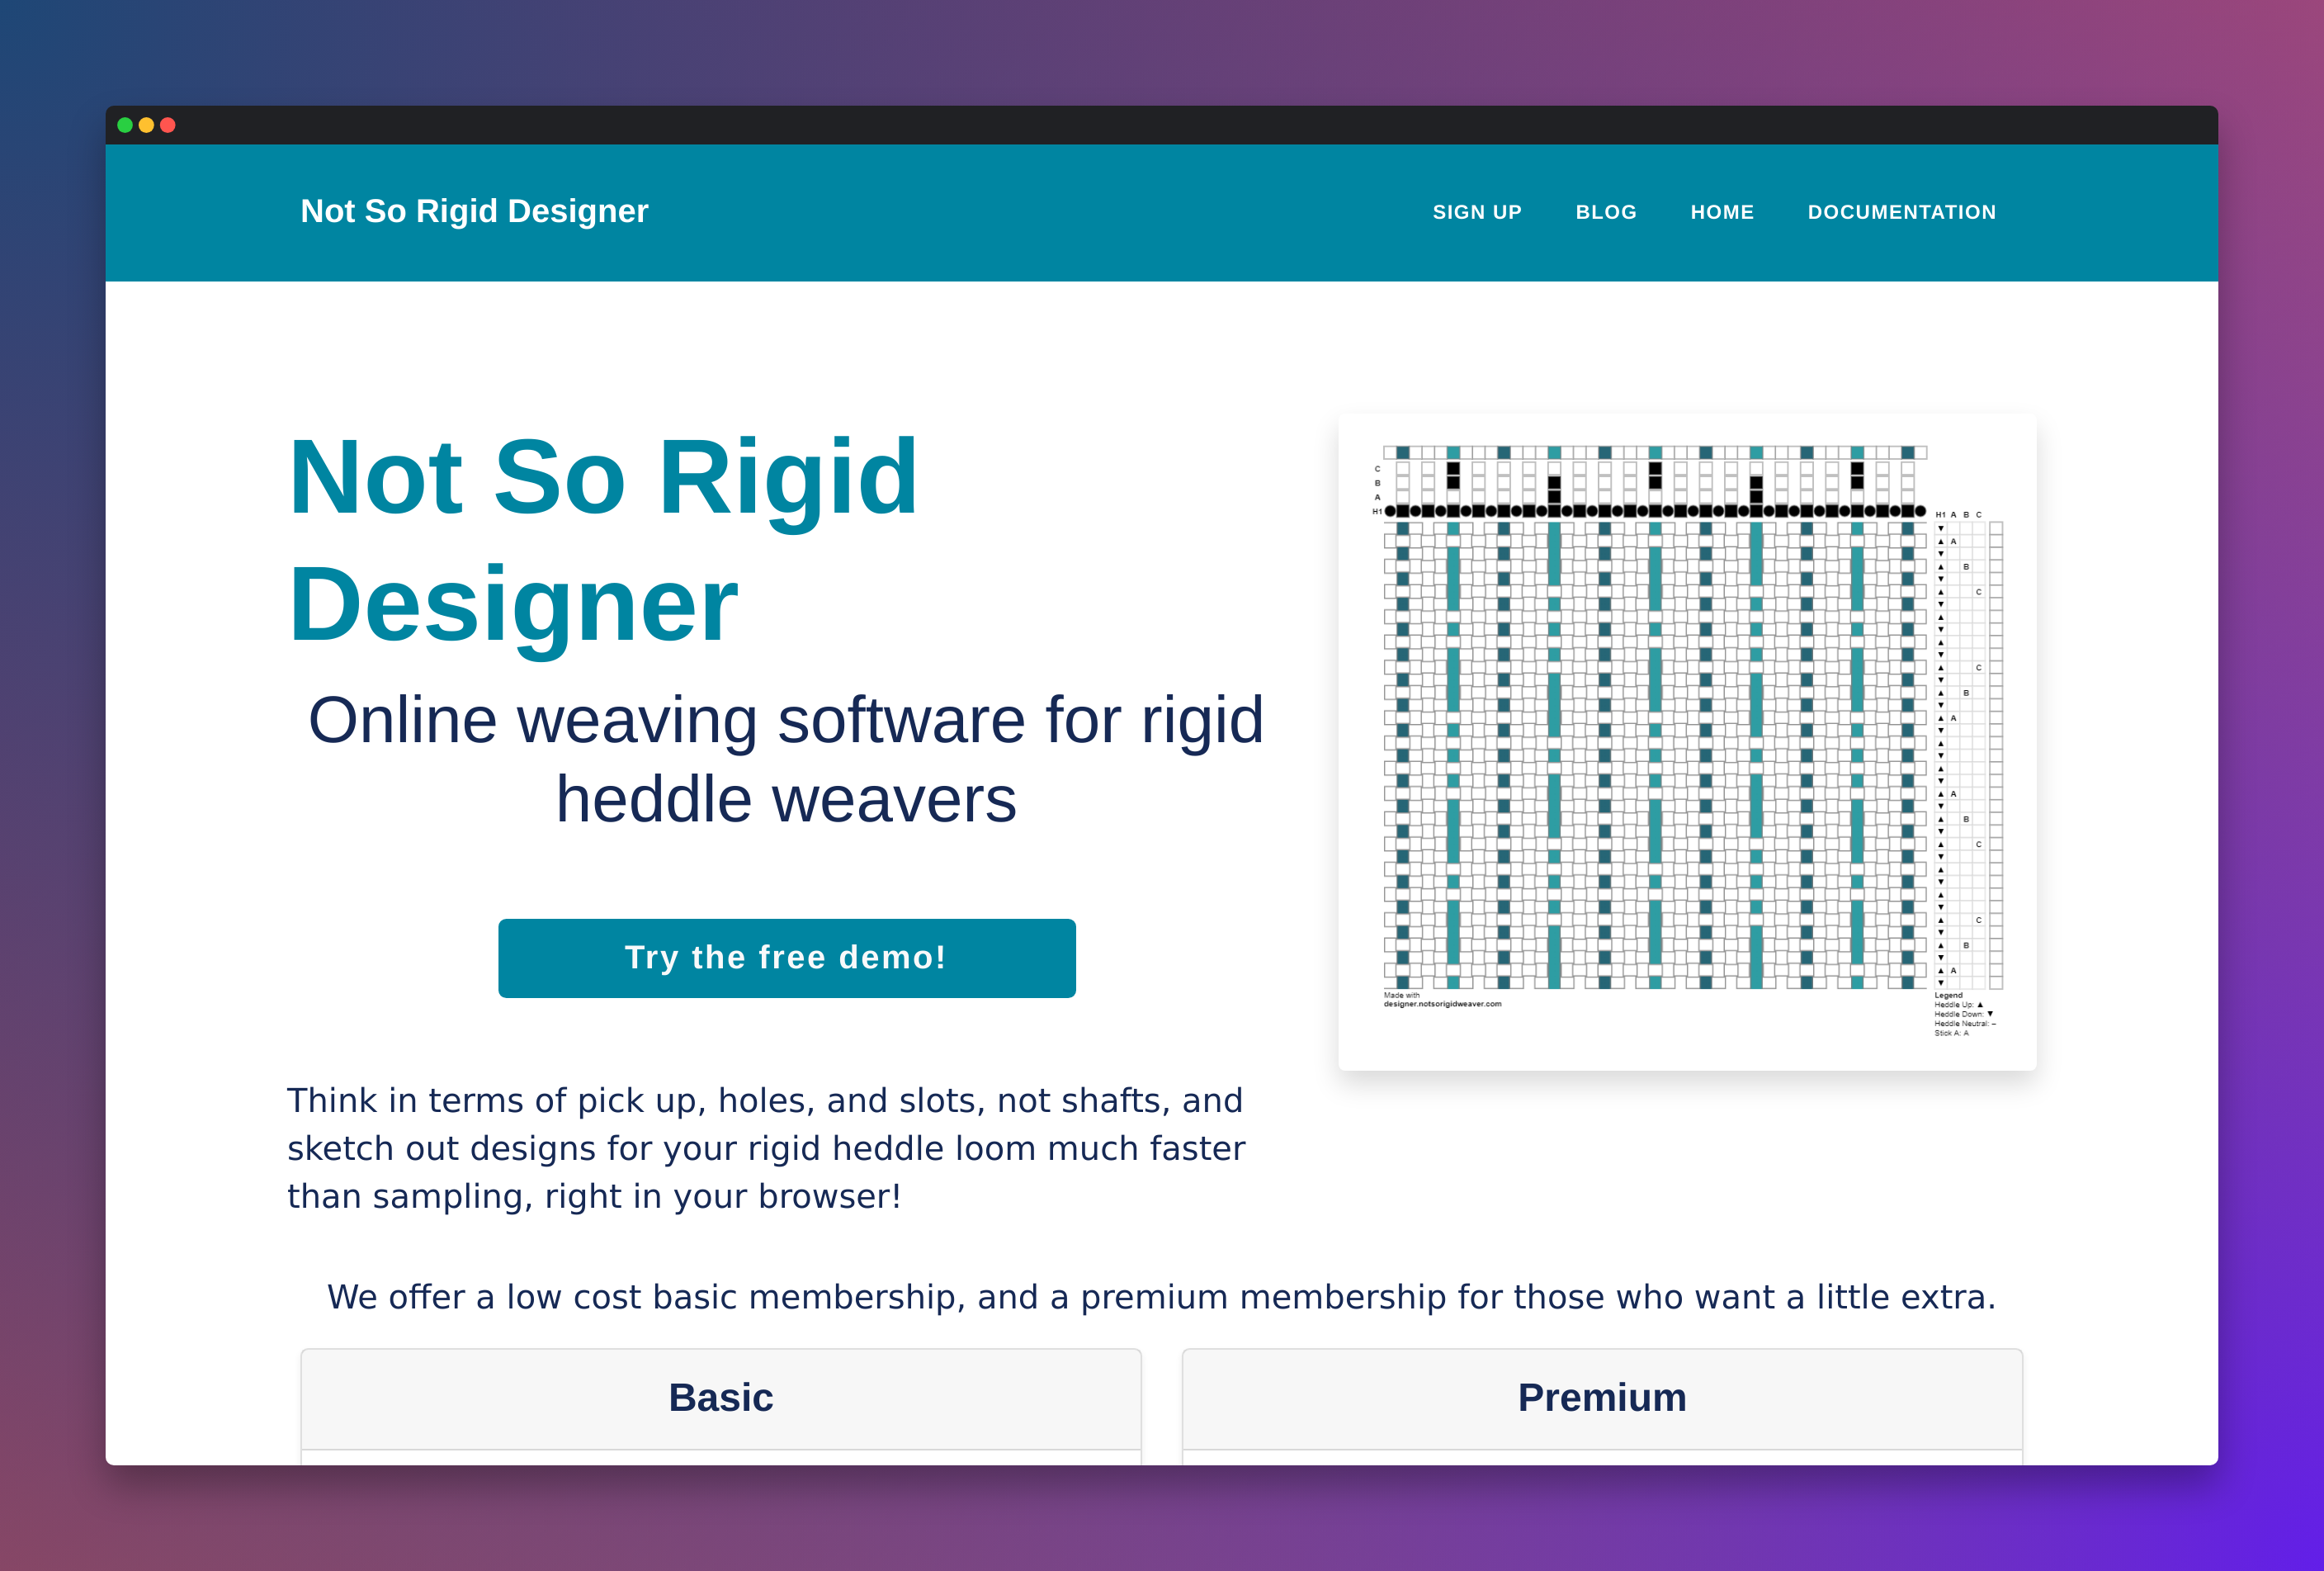 Not So Rigid Designer
SIGN UP BLOG HOME DOCUMENTATION
Not So Rigid
Designer
Online weaving software for rigid
heddle weavers
Try the free demo!
Think in terms of pick up, holes, and slots, not shafts, and
sketch out designs for your rigid heddle loom much faster
than sampling, right in your browser!
C
B
A
H1
H1 A B C
A
B
C
C
B
A
A
B
C
C
B
A
Made with
designer.notsorigidweaver.com
Legend
Heddle Up: ▲
Heddle Down: ▼
Heddle Neutral: –
Stick A: A
We offer a low cost basic membership, and a premium membership for those who want a little extra.
Basic
Premium